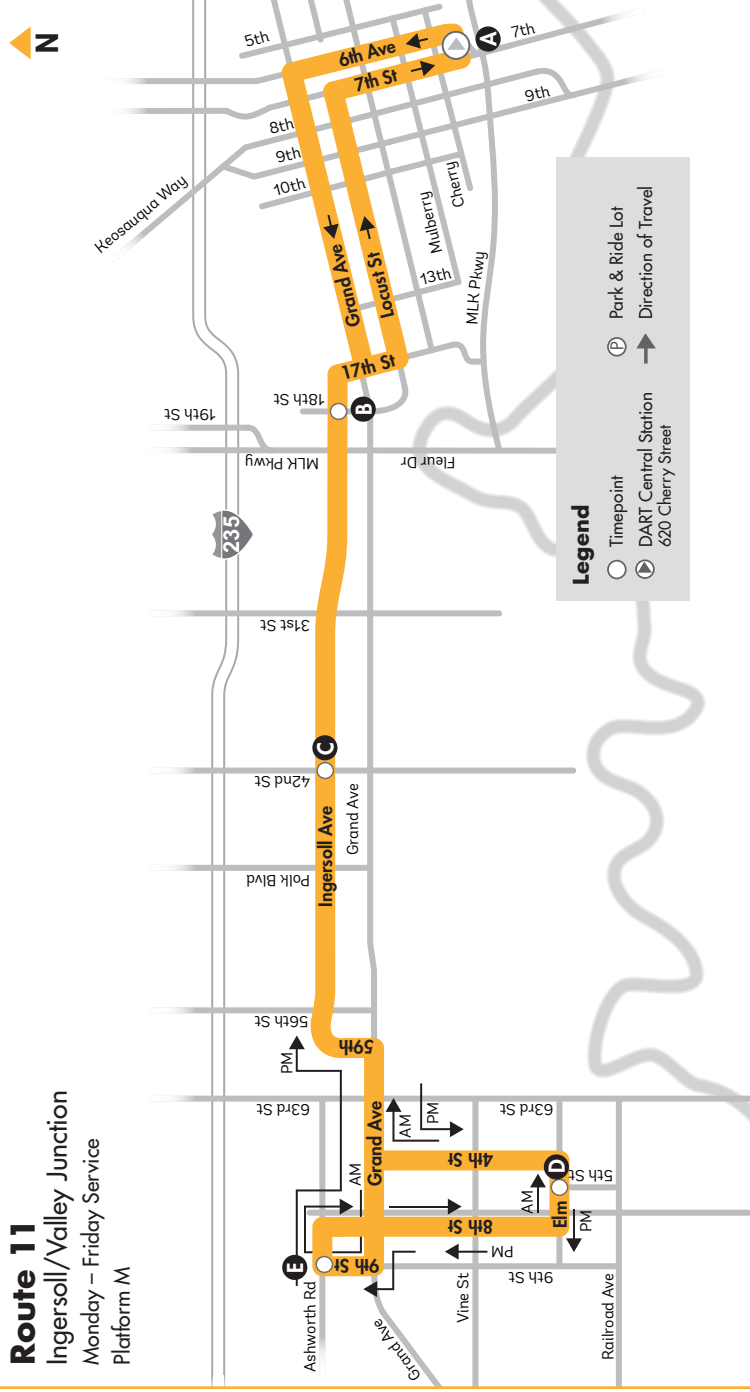 Route 11
Ingersoll/Valley Junction
Monday – Friday Service
Platform M
N
5th
6th Ave
7th St
7th
A
8th
9th
9th
10th
Keosauqua Way
Mulberry
Cherry
13th
MLK Pkwy
Grand Ave
Locust St
17th St
18th St
B
19th St
MLK Pkwy
Fleur Dr
235
31st St
C
42nd St
Grand Ave
Ingersoll Ave
Polk Blvd
56th St
59th
PM
63rd St
63rd St
Grand Ave
AM
PM
AM
4th St
D
5th St
AM
Elm
PM
8th St
PM
E
9th St
9th St
Ashworth Rd
Grand Ave
Vine St
Railroad Ave
Legend
Timepoint
DART Central Station
620 Cherry Street
P
Park & Ride Lot
Direction of Travel